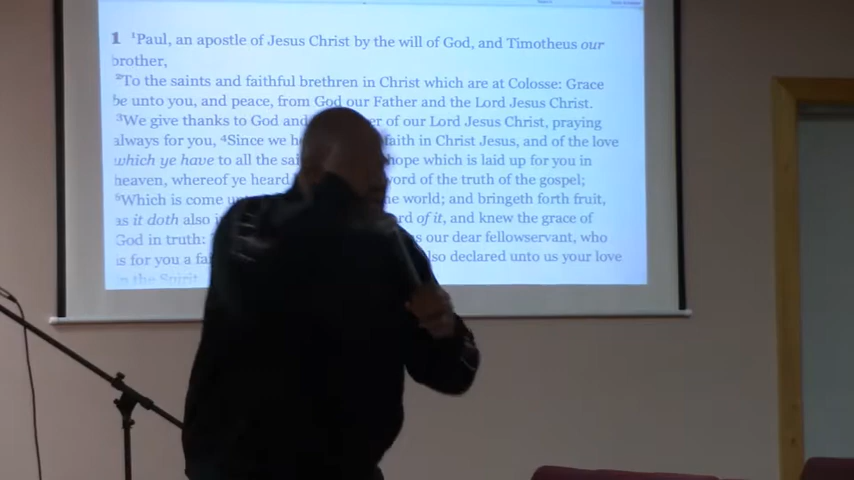 1 ¹Paul, an apostle of Jesus Christ by the will of God, and Timotheus our
brother,
²To the saints and faithful brethren in Christ which are at Colosse: Grace
be unto you, and peace, from God our Father and the Lord Jesus Christ.
³We give thanks to God and of our Lord Jesus Christ, praying
always for you, ⁴Since we faith in Christ Jesus, and of the love
which ye have to all the hope which is laid up for you in
heaven, whereof ye heard word of the truth of the gospel;
⁶Which is come world; and bringeth forth fruit,
as it doth also of it, and knew the grace of
God in truth: our dear fellowservant, who
is for you a also declared unto us your love
in the Spirit.